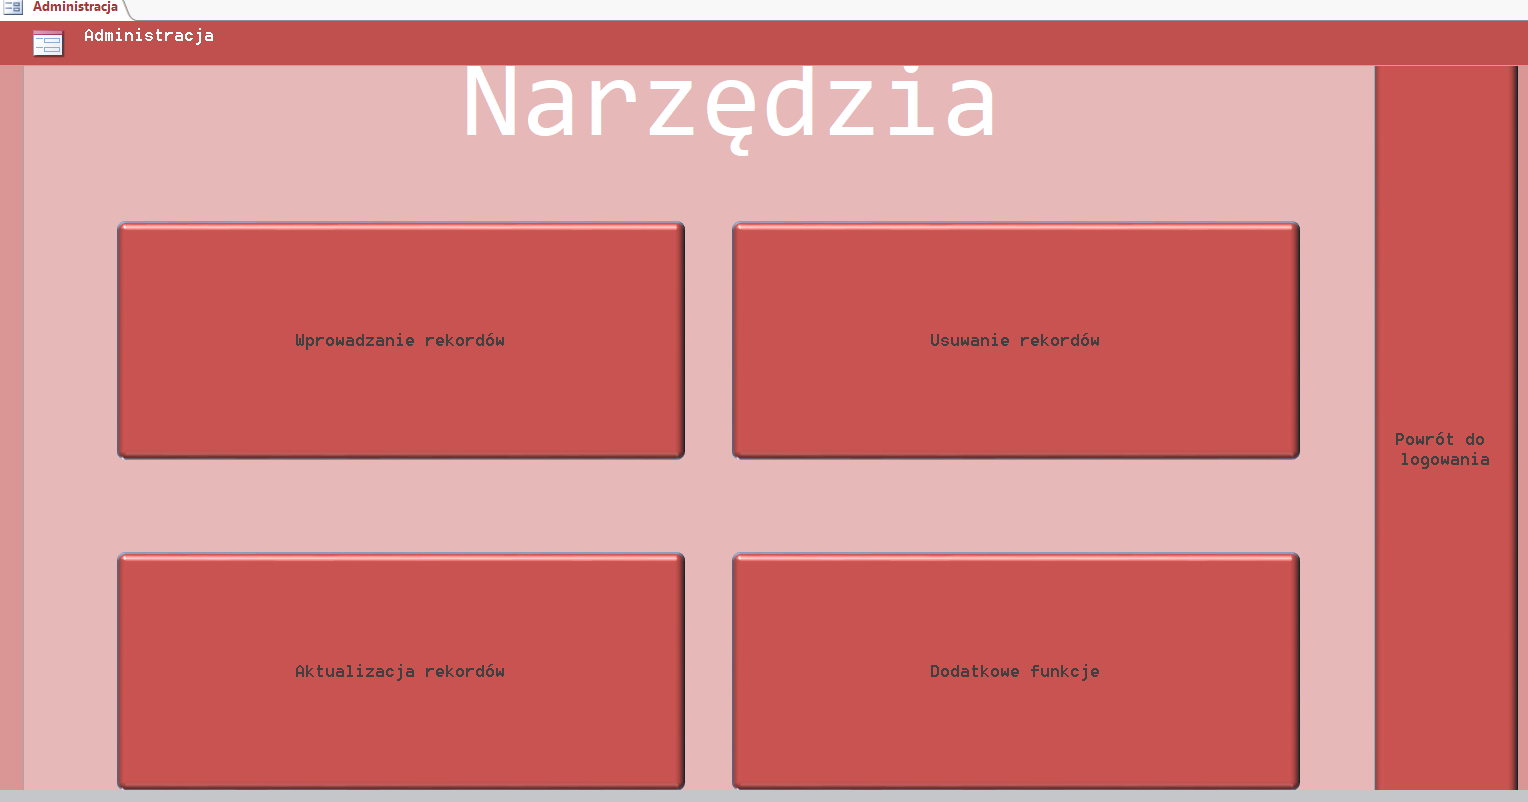 Administracja
Administracja
Narzędzia
Wprowadzanie rekordów
Usuwanie rekordów
Powrót do
logowania
Aktualizacja rekordów
Dodatkowe funkcje